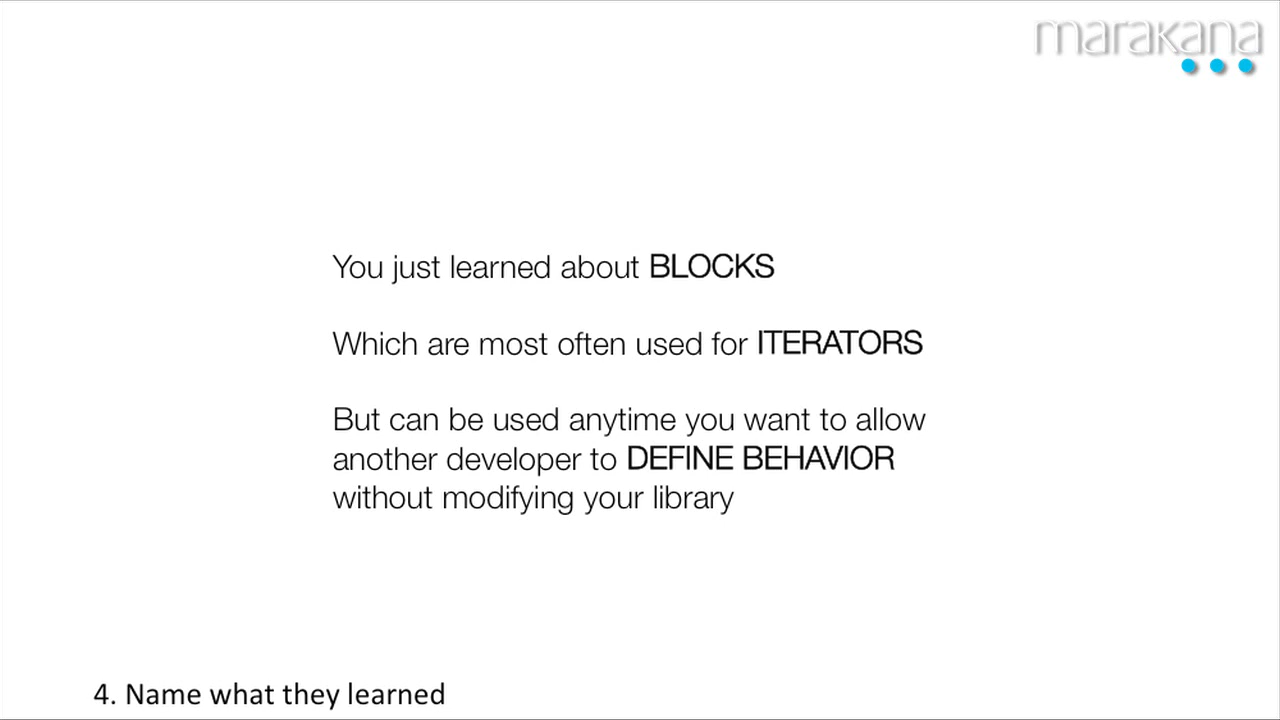 marakana
You just learned about BLOCKS
Which are most often used for ITERATORS
But can be used anytime you want to allow
another developer to DEFINE BEHAVIOR
without modifying your library
4. Name what they learned